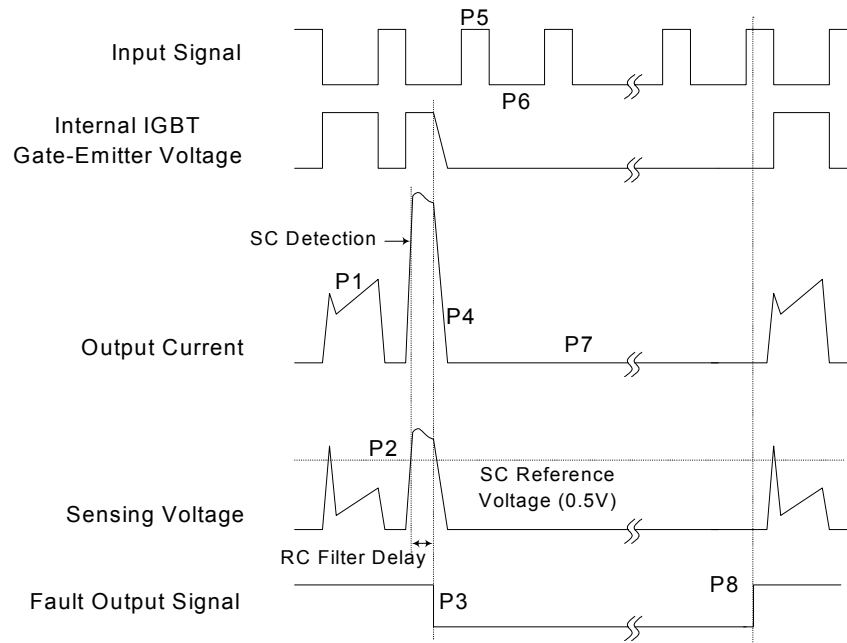 P5
Input Signal
P6
Internal IGBT
Gate-Emitter Voltage
SC Detection
P1
P4
Output Current
P7
P2
SC Reference
Voltage (0.5V)
Sensing Voltage
RC Filter Delay
P8
Fault Output Signal
P3